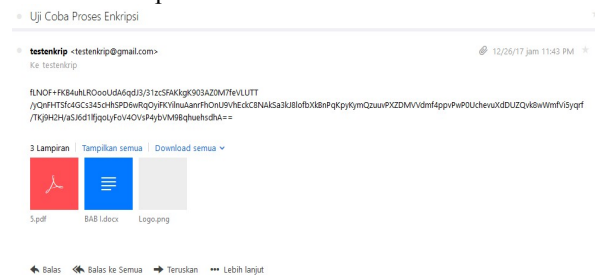 Uji Coba Proses Enkripsi
testenkrip <testenkrip@gmail.com>
12/26/17 jam 11:43 PM
Ke testenkrip
fLNOF+FKB4uhLROooUdA6qdJ3/31zcSFAKkgK903AZ0M7feVLUTT
/yQnFHTSfc4GCs345cHhSPD6wRqOyiFKYilnuAanrFhOnU9VhEckC8NAkSa3kJ8lofbXkBnPqKpyKymQzuuvPXZDMVVdmf4ppvPwP0UchevuXdDUZQvk8wWmfVi5yqrf
/TKj9H2H/aSJ6d1lfjqoLyFoV4OVsP4ybVM9BqhuehsdhA==
3 Lampiran Tampilkan semua Download semua
5.pdf BAB I.docx Logo.png
Balas Balas ke Semua Teruskan Lebih lanjut